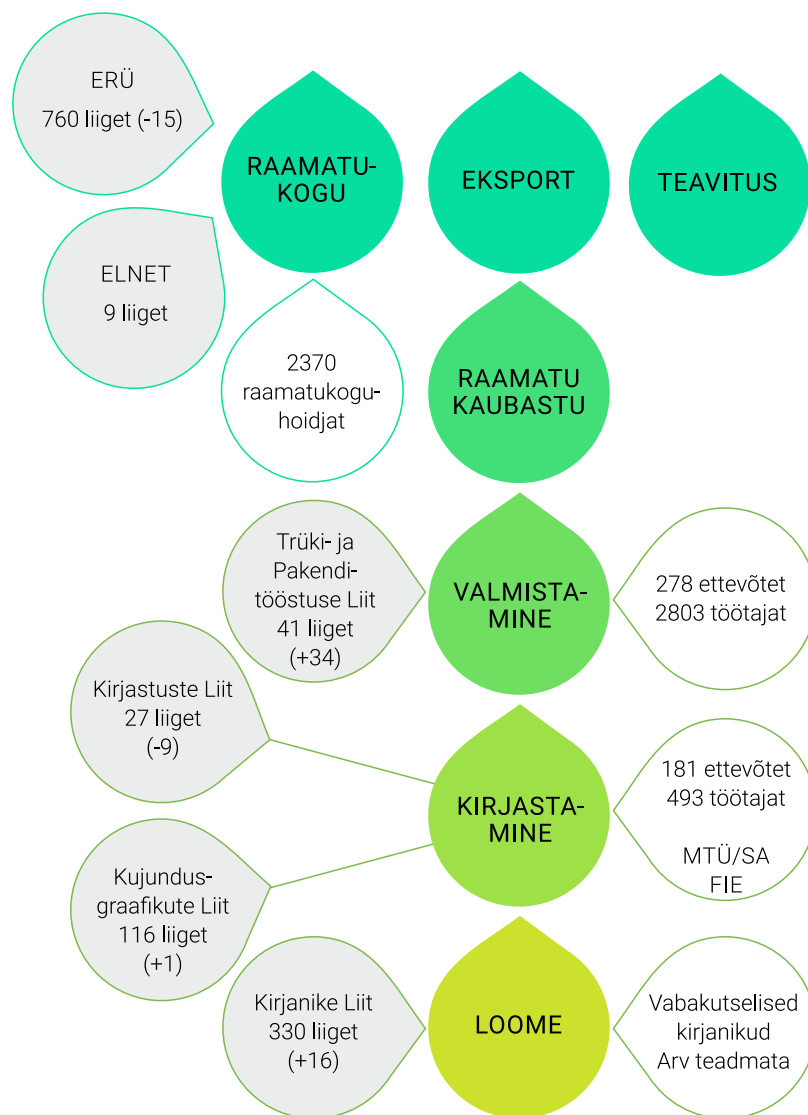 ERÜ
760 liiget (-15)
RAAMATU-
KOGU
EKSPORT
TEAVITUS
ELNET
9 liiget
2370
raamatukogu-
hoidjat
RAAMATU
KAUBASTU
Trüki- ja
Pakendi-
tööstuse Liit
41 liiget
(+34)
VALMISTA-
MINE
278 ettevõtet
2803 töötajat
Kirjastuste Liit
27 liiget
(-9)
KIRJASTA-
MINE
181 ettevõtet
493 töötajat
MTÜ/SA
FIE
Kujundus-
graafikute Liit
116 liiget
(+1)
Kirjanike Liit
330 liiget
(+16)
LOOME
Vabakutselised
kirjanikud
Arv teadmata